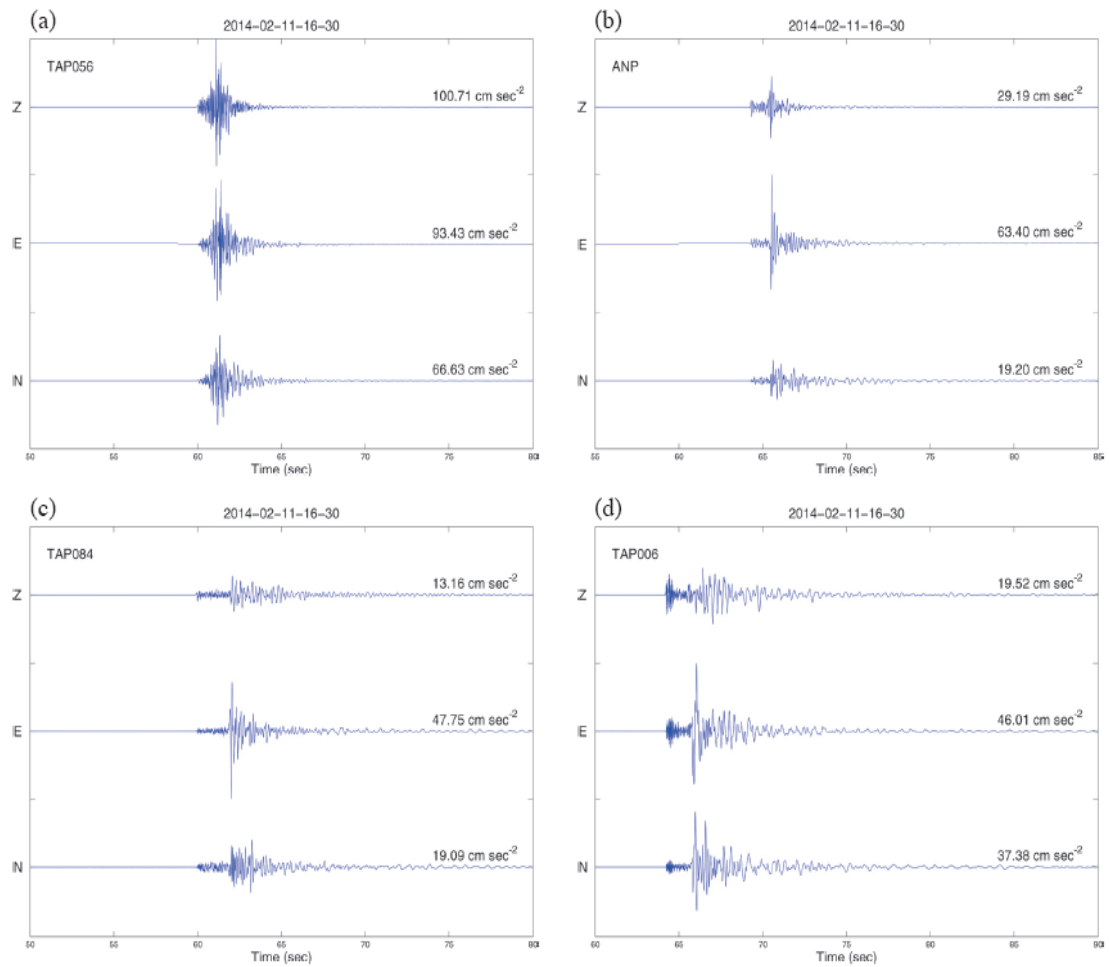 (a)
2014-02-11-16-30
TAP056
Z
100.71 cm sec⁻²
E
93.43 cm sec⁻²
N
66.63 cm sec⁻²
50 55 60 65 70 75 80
Time (sec)
(b)
2014-02-11-16-30
ANP
Z
29.19 cm sec⁻²
E
63.40 cm sec⁻²
N
19.20 cm sec⁻²
55 60 65 70 75 80 85
Time (sec)
(c)
2014-02-11-16-30
TAP084
Z
13.16 cm sec⁻²
E
47.75 cm sec⁻²
N
19.09 cm sec⁻²
50 55 60 65 70 75 80
Time (sec)
(d)
2014-02-11-16-30
TAP006
Z
19.52 cm sec⁻²
E
46.01 cm sec⁻²
N
37.38 cm sec⁻²
60 65 70 75 80 85 90
Time (sec)